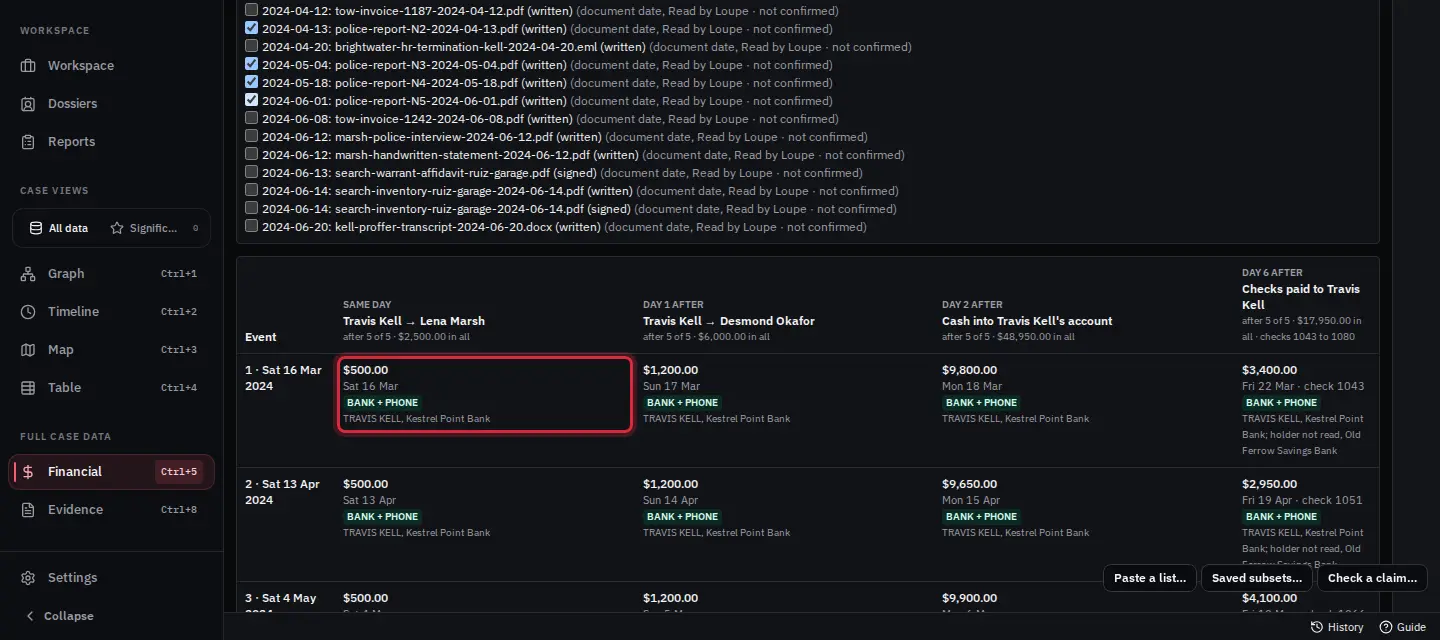 WORKSPACE
Workspace
Dossiers
Reports
CASE VIEWS
All data
Signific... 0
Graph Ctrl+1
Timeline Ctrl+2
Map Ctrl+3
Table Ctrl+4
FULL CASE DATA
Financial Ctrl+5
Evidence Ctrl+8
Settings
Collapse
2024-04-12: tow-invoice-1187-2024-04-12.pdf (written) (document date, Read by Loupe · not confirmed)
2024-04-13: police-report-N2-2024-04-13.pdf (written) (document date, Read by Loupe · not confirmed)
2024-04-20: brightwater-hr-termination-kell-2024-04-20.eml (written) (document date, Read by Loupe · not confirmed)
2024-05-04: police-report-N3-2024-05-04.pdf (written) (document date, Read by Loupe · not confirmed)
2024-05-18: police-report-N4-2024-05-18.pdf (written) (document date, Read by Loupe · not confirmed)
2024-06-01: police-report-N5-2024-06-01.pdf (written) (document date, Read by Loupe · not confirmed)
2024-06-08: tow-invoice-1242-2024-06-08.pdf (written) (document date, Read by Loupe · not confirmed)
2024-06-12: marsh-police-interview-2024-06-12.pdf (written) (document date, Read by Loupe · not confirmed)
2024-06-12: marsh-handwritten-statement-2024-06-12.pdf (written) (document date, Read by Loupe · not confirmed)
2024-06-13: search-warrant-affidavit-ruiz-garage.pdf (signed) (document date, Read by Loupe · not confirmed)
2024-06-14: search-inventory-ruiz-garage-2024-06-14.pdf (written) (document date, Read by Loupe · not confirmed)
2024-06-14: search-inventory-ruiz-garage-2024-06-14.pdf (signed) (document date, Read by Loupe · not confirmed)
2024-06-20: kell-proffer-transcript-2024-06-20.docx (written) (document date, Read by Loupe · not confirmed)
Event
SAME DAY
Travis Kell → Lena Marsh
after 5 of 5 · $2,500.00 in all
DAY 1 AFTER
Travis Kell → Desmond Okafor
after 5 of 5 · $6,000.00 in all
DAY 2 AFTER
Cash into Travis Kell's account
after 5 of 5 · $48,950.00 in all
DAY 6 AFTER
Checks paid to Travis
Kell
after 5 of 5 · $17,950.00 in
all · checks 1043 to 1080
1 · Sat 16 Mar
2024
$500.00
Sat 16 Mar
BANK + PHONE
TRAVIS KELL, Kestrel Point Bank
$1,200.00
Sun 17 Mar
BANK + PHONE
TRAVIS KELL, Kestrel Point Bank
$9,800.00
Mon 18 Mar
BANK + PHONE
TRAVIS KELL, Kestrel Point Bank
$3,400.00
Fri 22 Mar · check 1043
BANK + PHONE
TRAVIS KELL, Kestrel Point
Bank; holder not read, Old
Ferrow Savings Bank
2 · Sat 13 Apr
2024
$500.00
Sat 13 Apr
BANK + PHONE
TRAVIS KELL, Kestrel Point Bank
$1,200.00
Sun 14 Apr
BANK + PHONE
TRAVIS KELL, Kestrel Point Bank
$9,650.00
Mon 15 Apr
BANK + PHONE
TRAVIS KELL, Kestrel Point Bank
$2,950.00
Fri 19 Apr · check 1051
BANK + PHONE
TRAVIS KELL, Kestrel Point
Bank; holder not read, Old
3 · Sat 4 May
$500.00
$1,200.00
$9,900.00
$4,100.00
Paste a list...
Saved subsets...
Check a claim...
History
Guide